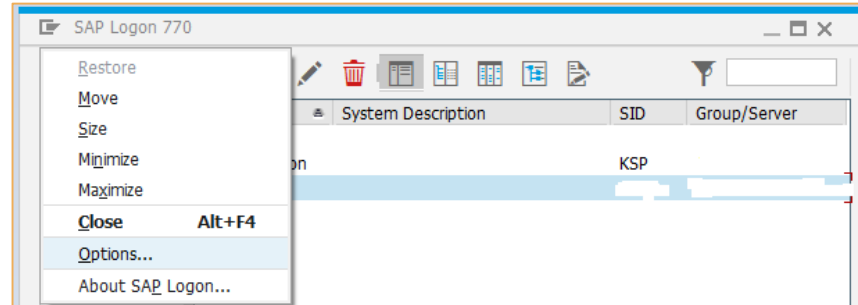 SAP Logon 770
Restore
Move
System Description SID Group/Server
Size
Minimize
on KSP
Maximize
Close Alt+F4
Options...
About SAP Logon...